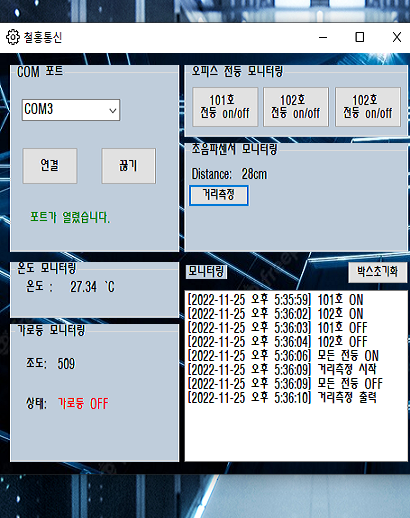 철홍통신
COM 포트
COM3
연결
끊기
포트가 열렸습니다.
오피스 전등 모니터링
101호
전등 on/off
102호
전등 on/off
102호
전등 on/off
초음파센서 모니터링
Distance: 28cm
거리측정
온도 모니터링
온도 : 27.34 `C
가로등 모니터링
조도: 509
상태: 가로등 OFF
모니터링
박스초기화
[2022-11-25 오후 5:35:59] 101호 ON
[2022-11-25 오후 5:36:02] 102호 ON
[2022-11-25 오후 5:36:03] 101호 OFF
[2022-11-25 오후 5:36:04] 102호 OFF
[2022-11-25 오후 5:36:06] 모든 전등 ON
[2022-11-25 오후 5:36:09] 거리측정 시작
[2022-11-25 오후 5:36:09] 모든 전등 OFF
[2022-11-25 오후 5:36:10] 거리측정 출력